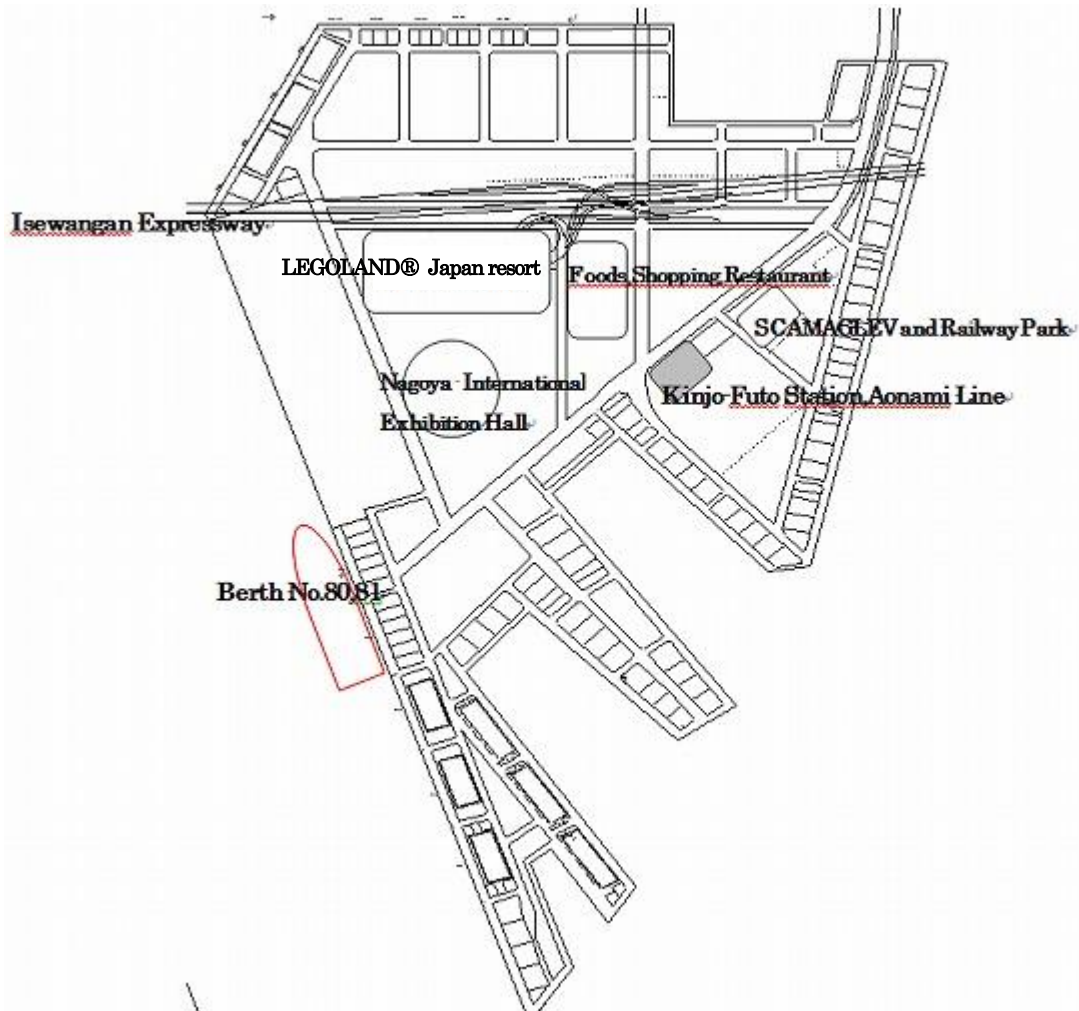 Isewangan Expressway
LEGOLAND® Japan resort
Foods,Shopping,Restaurant
SCAMAGLEV and Railway Park
Nagoya International
Exhibition Hall
Kinjo-Futo Station,Aonami Line
Berth No.80,81